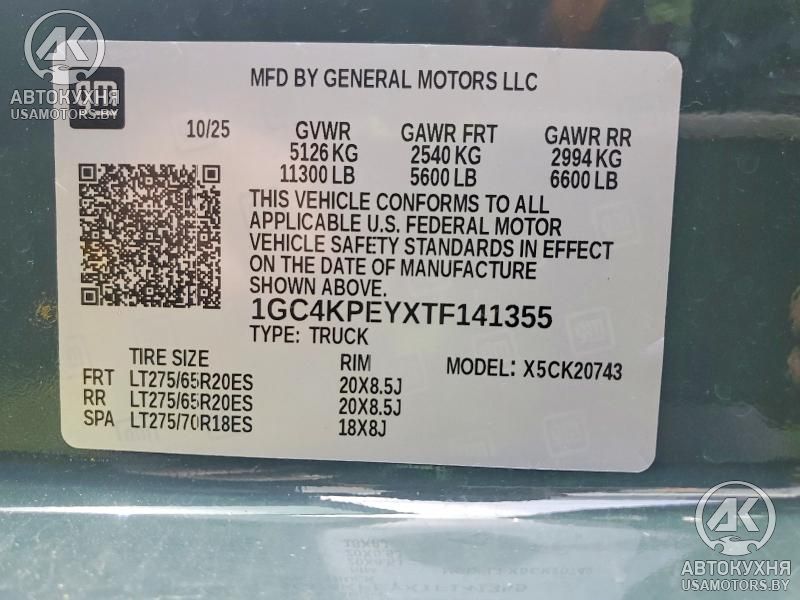 АВТОКУХНЯ
USAMOTORS.BY
gm
MFD BY GENERAL MOTORS LLC
10/25 GVWR GAWR FRT GAWR RR
5126 KG 2540 KG 2994 KG
11300 LB 5600 LB 6600 LB
THIS VEHICLE CONFORMS TO ALL
APPLICABLE U.S. FEDERAL MOTOR
VEHICLE SAFETY STANDARDS IN EFFECT
ON THE DATE OF MANUFACTURE
SHOWN ABOVE.
1GC4KPEYXTF141355
TYPE: TRUCK
TIRE SIZE RIM MODEL: X5CK20743
FRT LT275/65R20ES 20X8.5J
RR LT275/65R20ES 20X8.5J
SPA LT275/70R18ES 18X8J
1K
АВТОКУХНЯ
USAMOTORS.BY